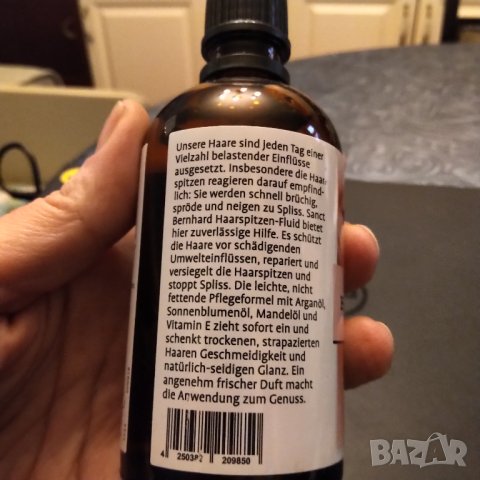 Unsere Haare sind jeden Tag einer
Vielzahl belastender Einflüsse
ausgesetzt. Insbesondere die Haar-
spitzen reagieren darauf empfind-
lich: Sie werden schnell brüchig,
spröde und neigen zu Spliss. Sanct
Bernhard Haarspitzen-Fluid bietet
hier zuverlässige Hilfe. Es schützt
die Haare vor schädigenden
Umwelteinflüssen, repariert und
versiegelt die Haarspitzen und
stoppt Spliss. Die leichte, nicht
fettende Pflegeformel mit Arganöl,
Sonnenblumenöl, Mandelöl und
Vitamin E zieht sofort ein und
schenkt trockenen, strapazierten
Haaren Geschmeidigkeit und
natürlich-seidigen Glanz. Ein
angenehm frischer Duft macht
die Anwendung zum Genuss.
209850
BAZAR